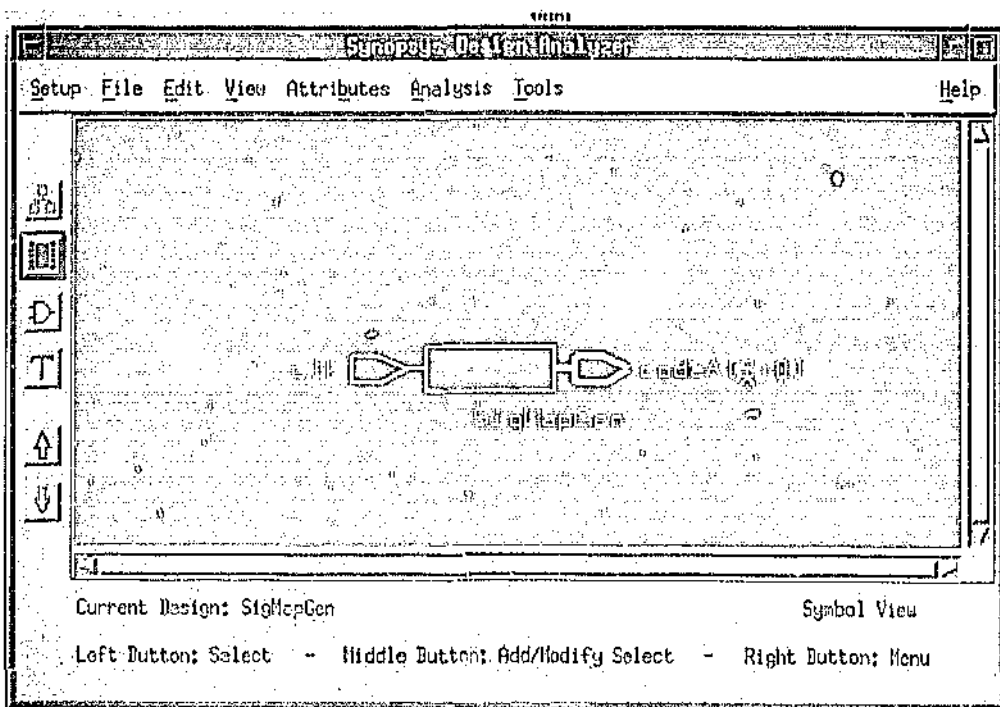 Synopsys Design Analyzer
Setup File Edit View Attributes Analysis Tools Help
T
SigMapGen
Current Design: SigMapGen Symbol View
Left Button: Select - Middle Button: Add/Modify Select - Right Button: Menu